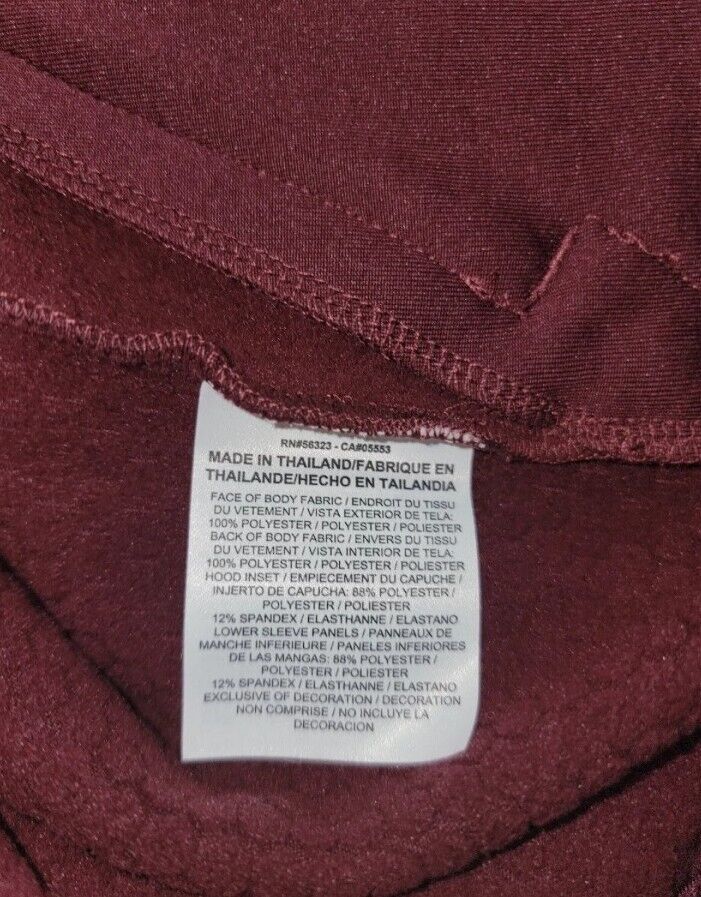 RN#56323 - CA#05553
MADE IN THAILAND/FABRIQUE EN
THAILANDE/HECHO EN TAILANDIA
FACE OF BODY FABRIC / ENDROIT DU TISSU
DU VETEMENT / VISTA EXTERIOR DE TELA:
100% POLYESTER / POLYESTER / POLIESTER
BACK OF BODY FABRIC / ENVERS DU TISSU
DU VETEMENT / VISTA INTERIOR DE TELA:
100% POLYESTER / POLYESTER / POLIESTER
HOOD INSET / EMPIECEMENT DU CAPUCHE /
INJERTO DE CAPUCHA: 88% POLYESTER /
POLYESTER / POLIESTER
12% SPANDEX / ELASTHANNE / ELASTANO
LOWER SLEEVE PANELS / PANNEAUX DE
MANCHE INFERIEURE / PANELES INFERIORES
DE LAS MANGAS: 88% POLYESTER /
POLYESTER / POLIESTER
12% SPANDEX / ELASTHANNE / ELASTANO
EXCLUSIVE OF DECORATION / DECORATION
NON COMPRISE / NO INCLUYE LA
DECORACION